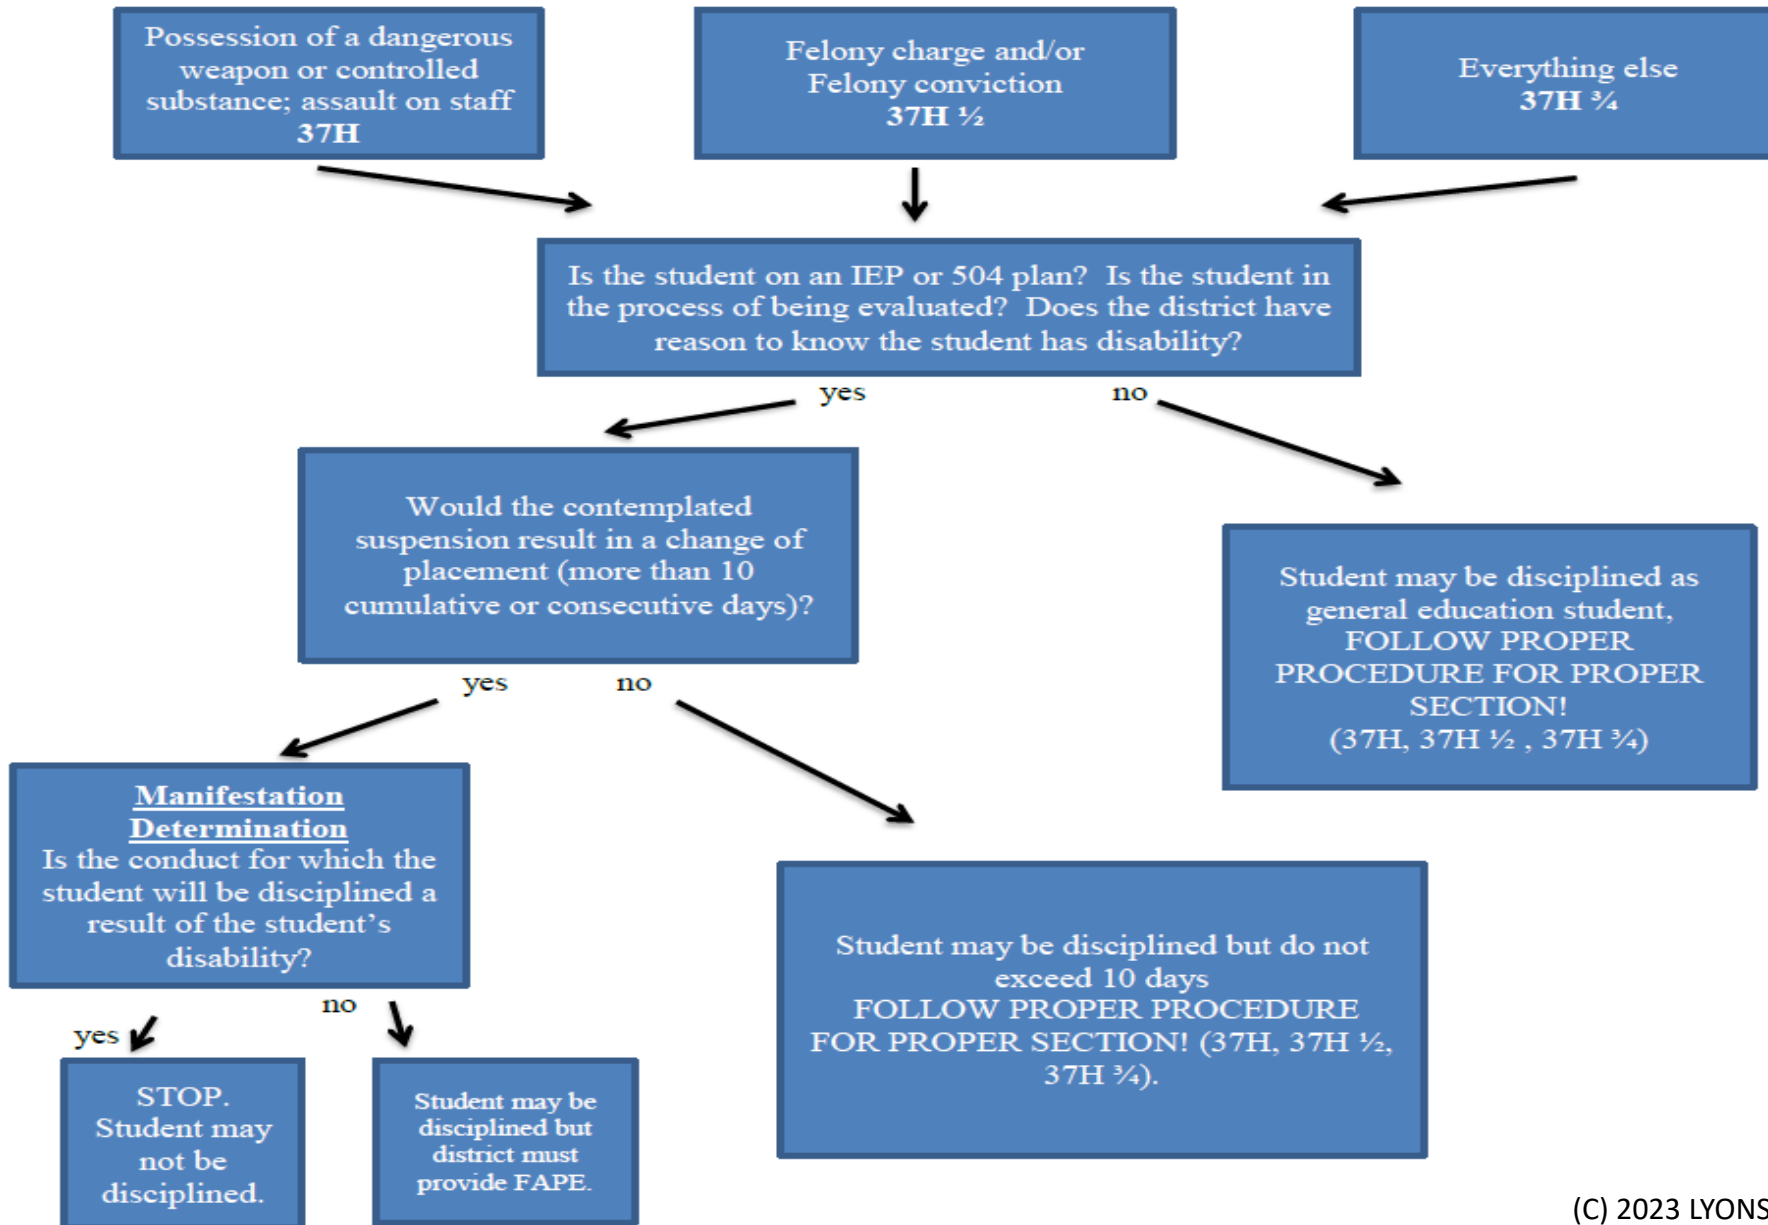 Possession of a dangerous
weapon or controlled
substance; assault on staff
37H
Felony charge and/or
Felony conviction
37H ½
Everything else
37H ¾
Is the student on an IEP or 504 plan? Is the student in
the process of being evaluated? Does the district have
reason to know the student has disability?
yes
no
Would the contemplated
suspension result in a change of
placement (more than 10
cumulative or consecutive days)?
Student may be disciplined as
general education student,
FOLLOW PROPER
PROCEDURE FOR PROPER
SECTION!
(37H, 37H ½ , 37H ¾)
yes
no
Manifestation
Determination
Is the conduct for which the
student will be disciplined a
result of the student’s
disability?
Student may be disciplined but do not
exceed 10 days
FOLLOW PROPER PROCEDURE
FOR PROPER SECTION! (37H, 37H ½,
37H ¾).
yes
no
STOP.
Student may
not be
disciplined.
Student may be
disciplined but
district must
provide FAPE.
(C) 2023 LYONS